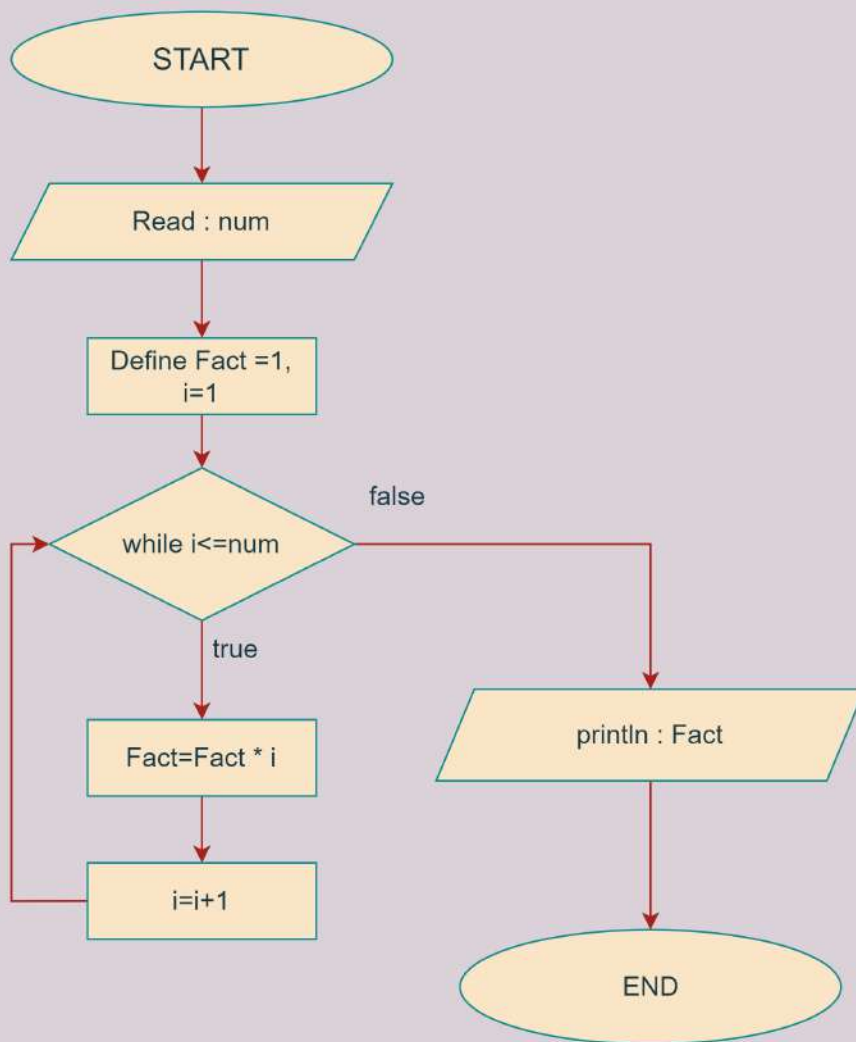 START
Read : num
Define Fact =1,
i=1
while i<=num
false
true
Fact=Fact * i
i=i+1
println : Fact
END